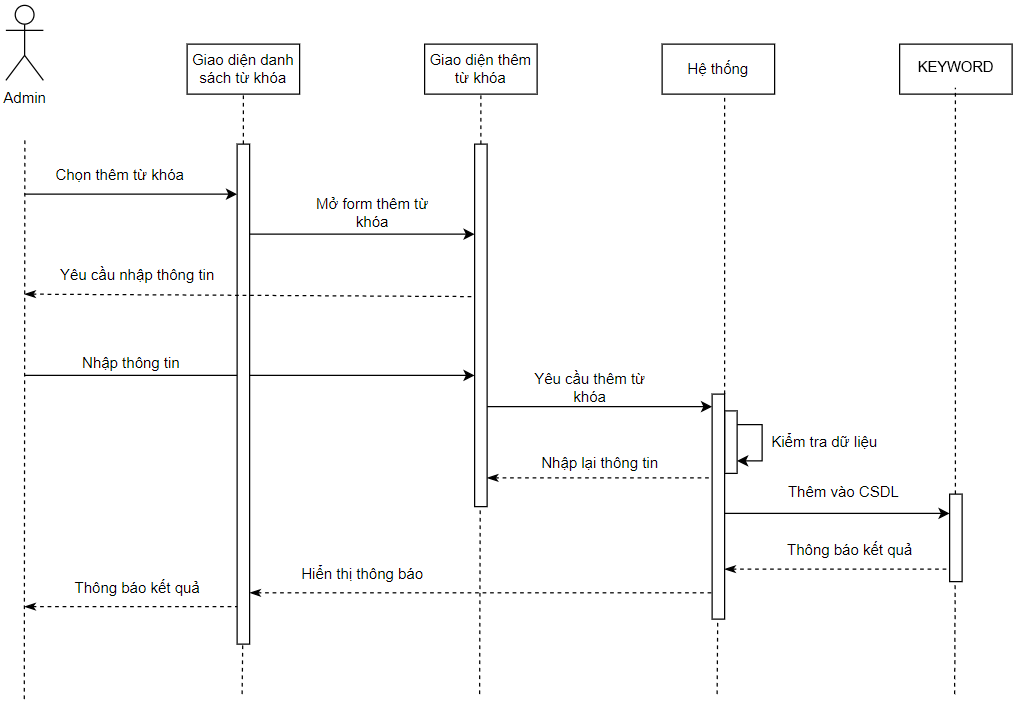 Admin
Giao diện danh
sách từ khóa
Giao diện thêm
từ khóa
Hệ thống
KEYWORD
Chọn thêm từ khóa
Mở form thêm từ
khóa
Yêu cầu nhập thông tin
Nhập thông tin
Yêu cầu thêm từ
khóa
Kiểm tra dữ liệu
Nhập lại thông tin
Thêm vào CSDL
Thông báo kết quả
Hiển thị thông báo
Thông báo kết quả